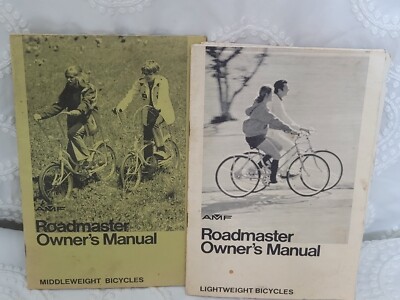 AMF
Roadmaster
Owner's Manual
MIDDLEWEIGHT BICYCLES
AMF
Roadmaster
Owner's Manual
LIGHTWEIGHT BICYCLES